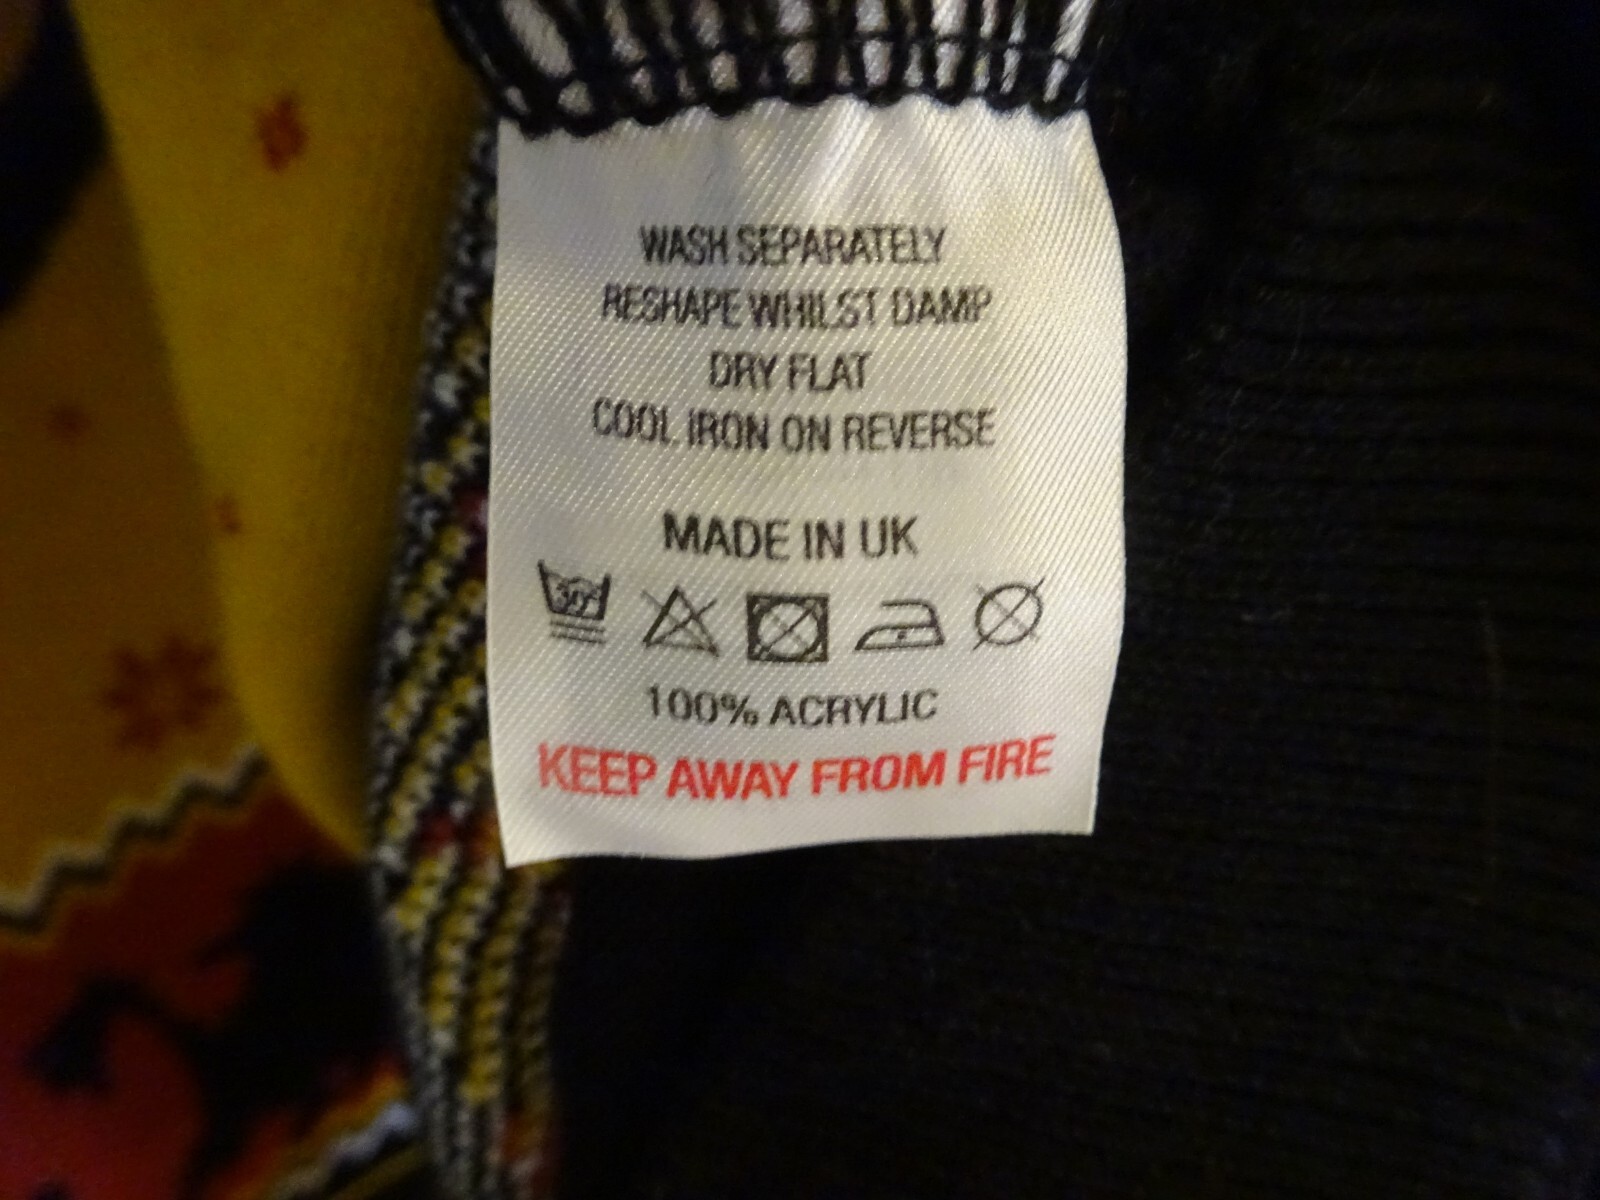 WASH SEPARATELY
RESHAPE WHILST DAMP
DRY FLAT
COOL IRON ON REVERSE
MADE IN UK
30°
100% ACRYLIC
KEEP AWAY FROM FIRE